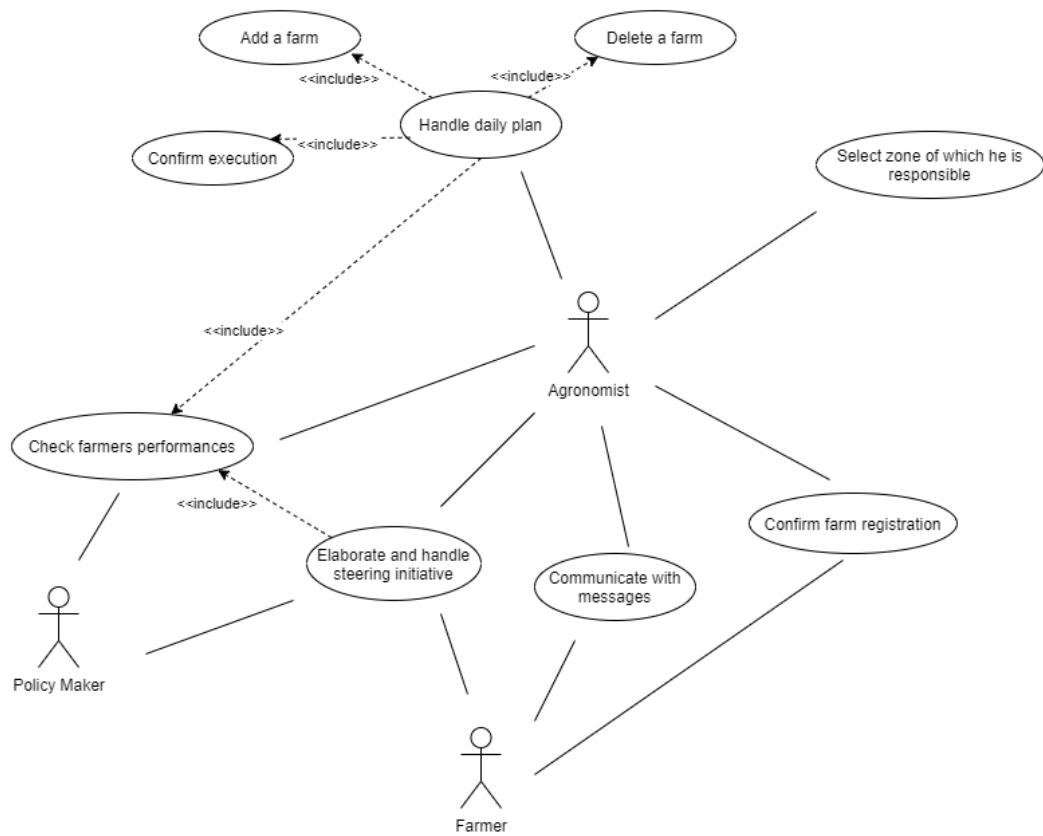 Add a farm
Delete a farm
<<include>>
<<include>>
Handle daily plan
<<include>>
Confirm execution
Select zone of which he is
responsible
<<include>>
Agronomist
Check farmers performances
<<include>>
Confirm farm registration
Elaborate and handle
steering initiative
Communicate with
messages
Policy Maker
Farmer